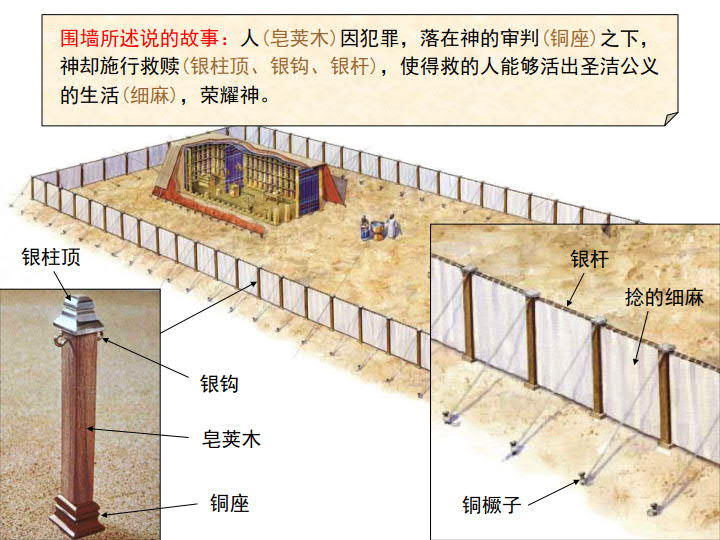 围墙所述说的故事：人(皂荚木)因犯罪，落在神的审判(铜座)之下，
神却施行救赎(银柱顶、银钩、银杆)，使得救的人能够活出圣洁公义
的生活(细麻)，荣耀神。
银柱顶
银杆
捻的细麻
银钩
皂荚木
铜座
铜橛子